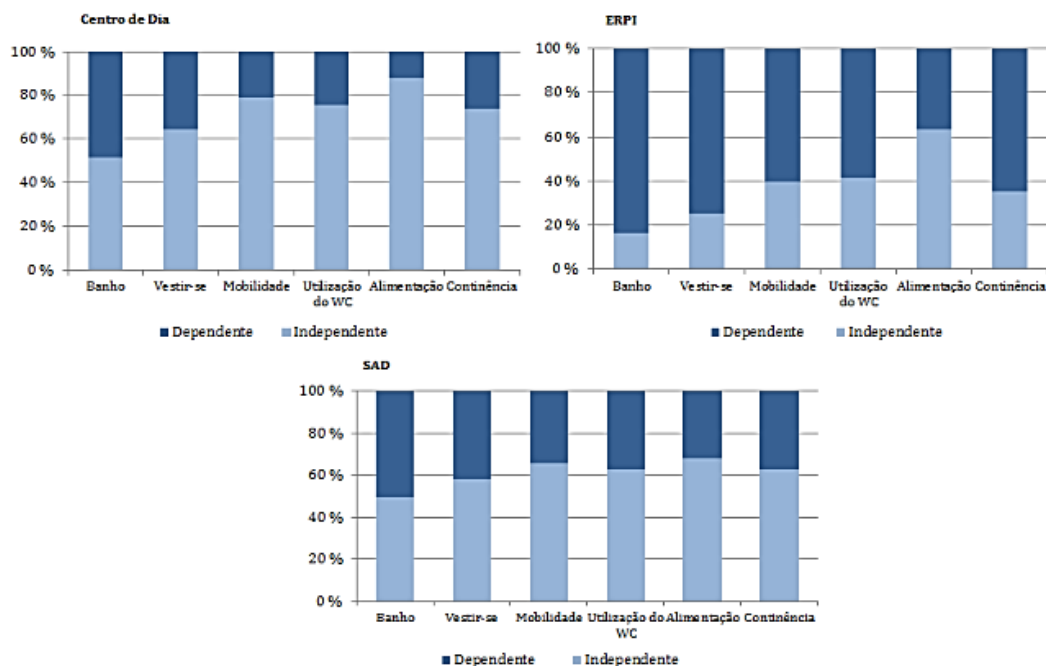 Centro de Dia
100 %
80 %
60 %
40 %
20 %
0 %
Banho Vestir-se Mobilidade Utilização Alimentação Continência
do WC
Dependente Independente
ERPI
100 %
80 %
60 %
40 %
20 %
0 %
Banho Vestir-se Mobilidade Utilização Alimentação Continência
do WC
Dependente Independente
SAD
100 %
80 %
60 %
40 %
20 %
0 %
Banho Vestir-se Mobilidade Utilização do Alimentação Continência
WC
Dependente Independente